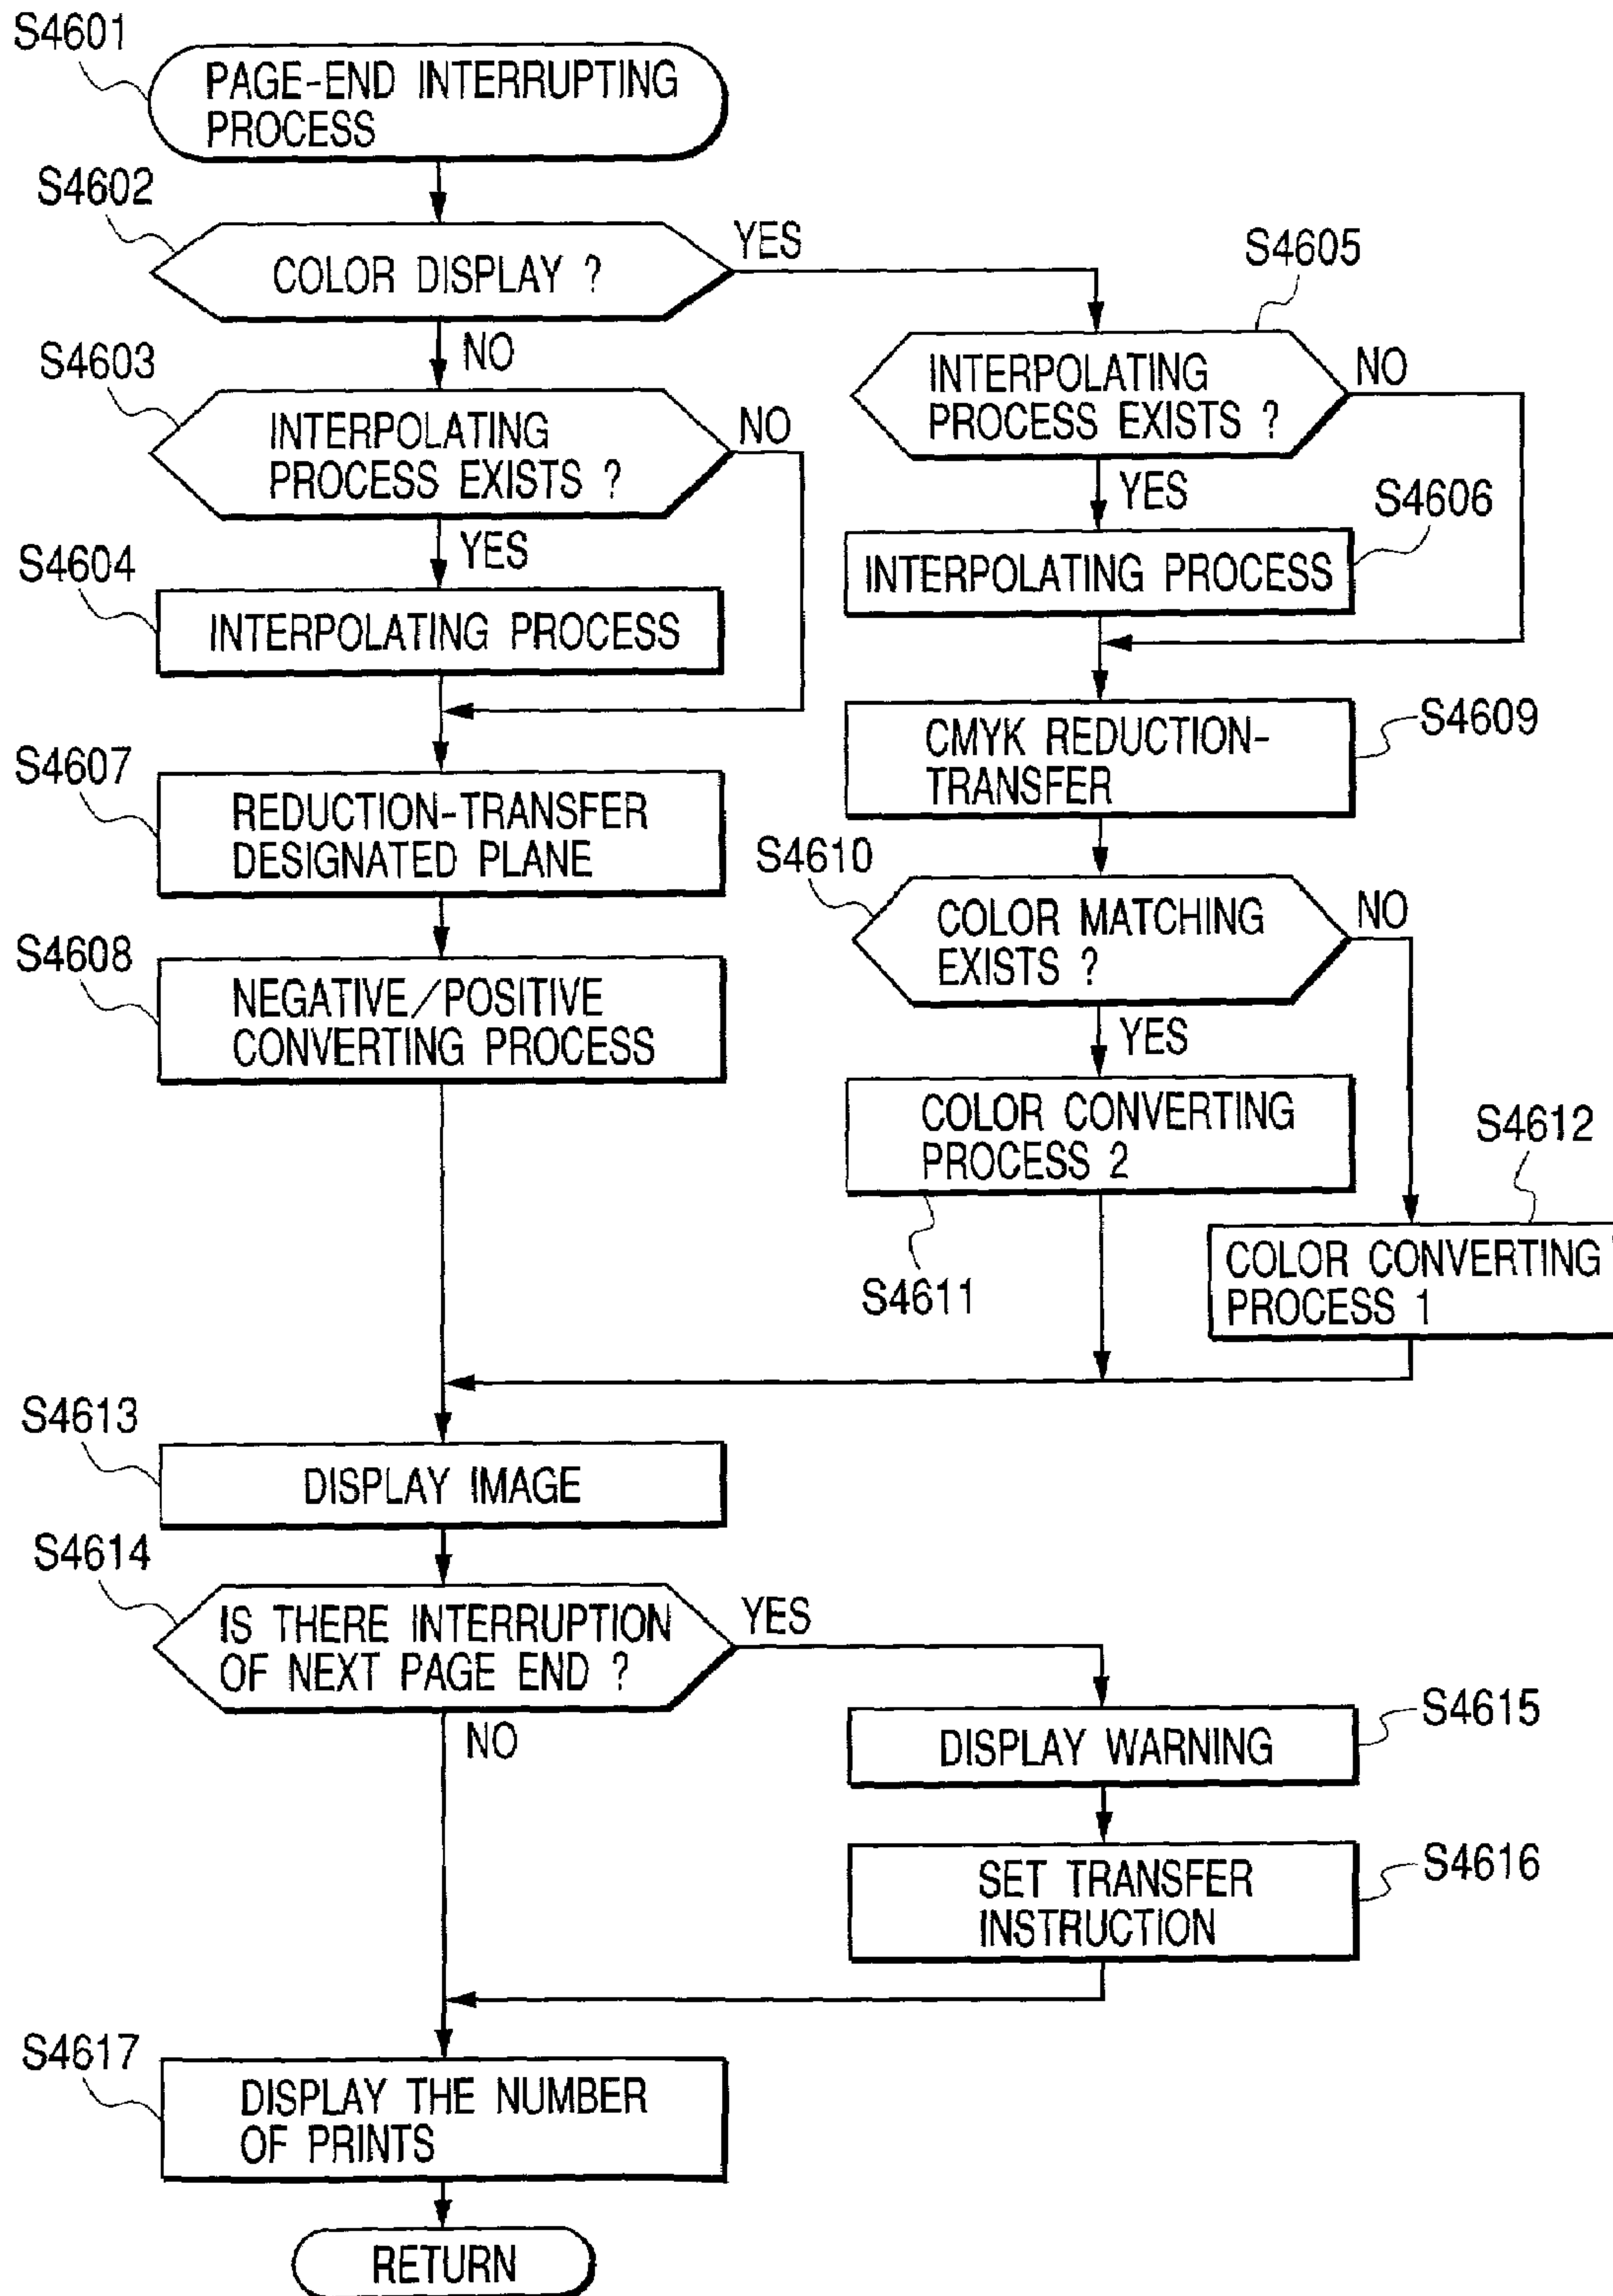 S4601
PAGE-END INTERRUPTING
PROCESS
S4602
COLOR DISPLAY ?
YES
NO
S4603
INTERPOLATING
PROCESS EXISTS ?
NO
YES
S4604
INTERPOLATING PROCESS
S4605
INTERPOLATING
PROCESS EXISTS ?
NO
YES
S4606
INTERPOLATING PROCESS
S4607
REDUCTION-TRANSFER
DESIGNATED PLANE
S4608
NEGATIVE/POSITIVE
CONVERTING PROCESS
S4609
CMYK REDUCTION-
TRANSFER
S4610
COLOR MATCHING
EXISTS ?
NO
YES
COLOR CONVERTING
PROCESS 2
S4611
S4612
COLOR CONVERTING
PROCESS 1
S4613
DISPLAY IMAGE
S4614
IS THERE INTERRUPTION
OF NEXT PAGE END ?
YES
NO
S4615
DISPLAY WARNING
S4616
SET TRANSFER
INSTRUCTION
S4617
DISPLAY THE NUMBER
OF PRINTS
RETURN